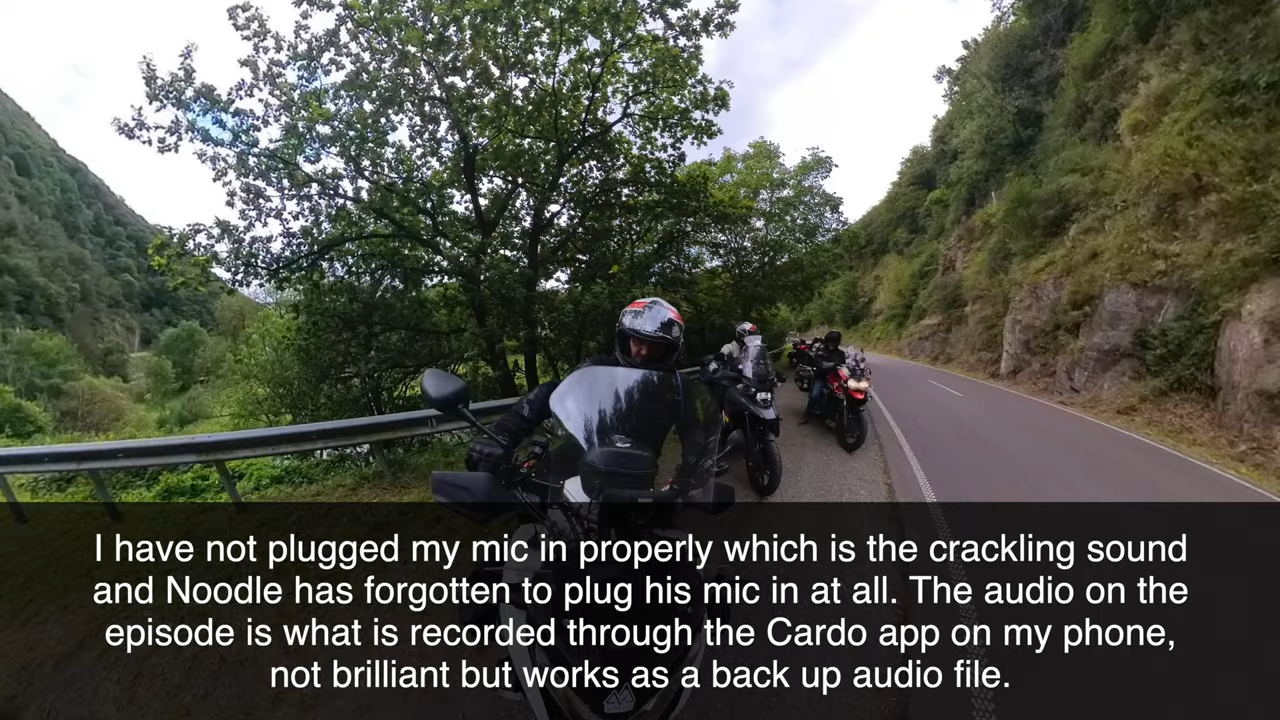 I have not plugged my mic in properly which is the crackling sound
and Noodle has forgotten to plug his mic in at all. The audio on the
episode is what is recorded through the Cardo app on my phone,
not brilliant but works as a back up audio file.